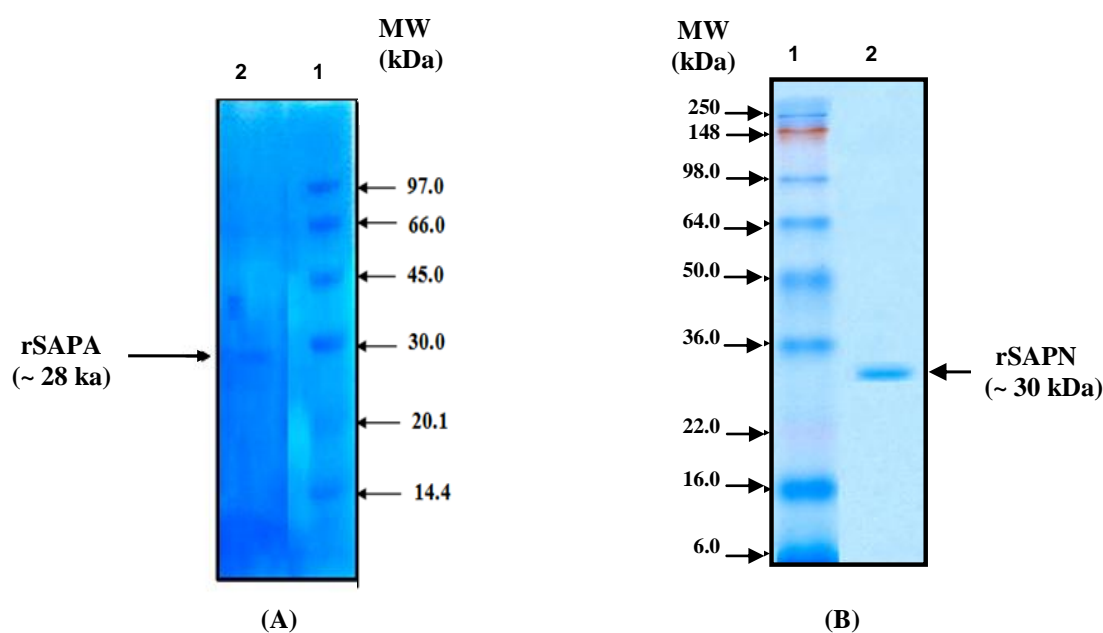 MW
(kDa)
2 1
97.0
66.0
45.0
30.0
20.1
14.4
rSAPA
(~ 28 ka)
(A)
MW
(kDa)
1 2
250
148
98.0
64.0
50.0
36.0
22.0
16.0
6.0
rSAPN
(~ 30 kDa)
(B)